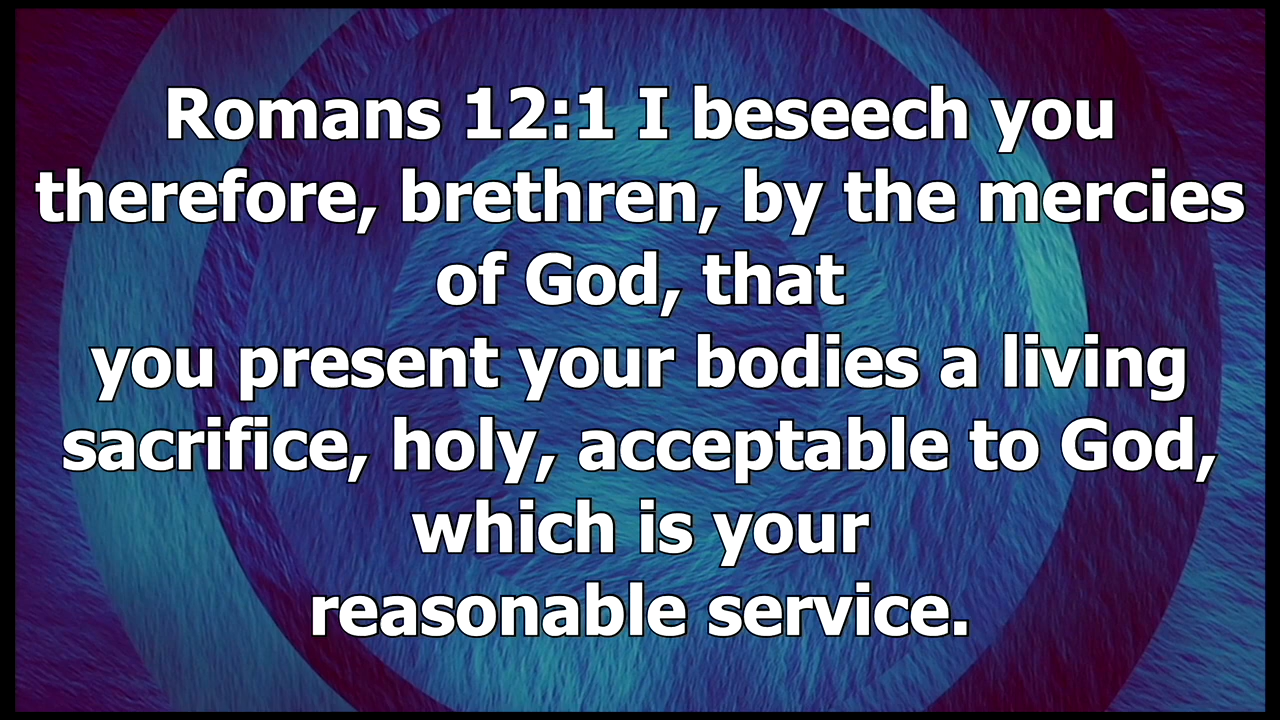 Romans 12:1 I beseech you
therefore, brethren, by the mercies
of God, that
you present your bodies a living
sacrifice, holy, acceptable to God,
which is your
reasonable service.